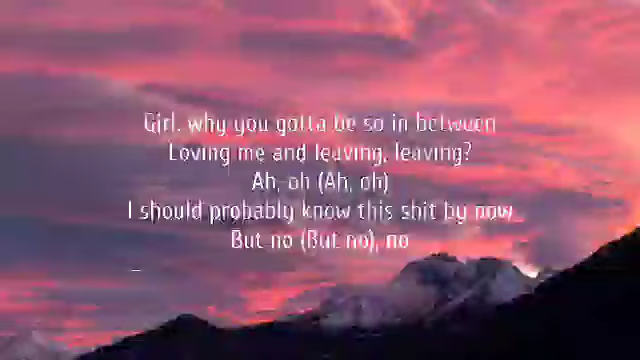 Girl, why you gotta be so in between
Loving me and leaving, leaving?
Ah, oh (Ah, oh)
I should probably know this shit by now
But no (But no), no